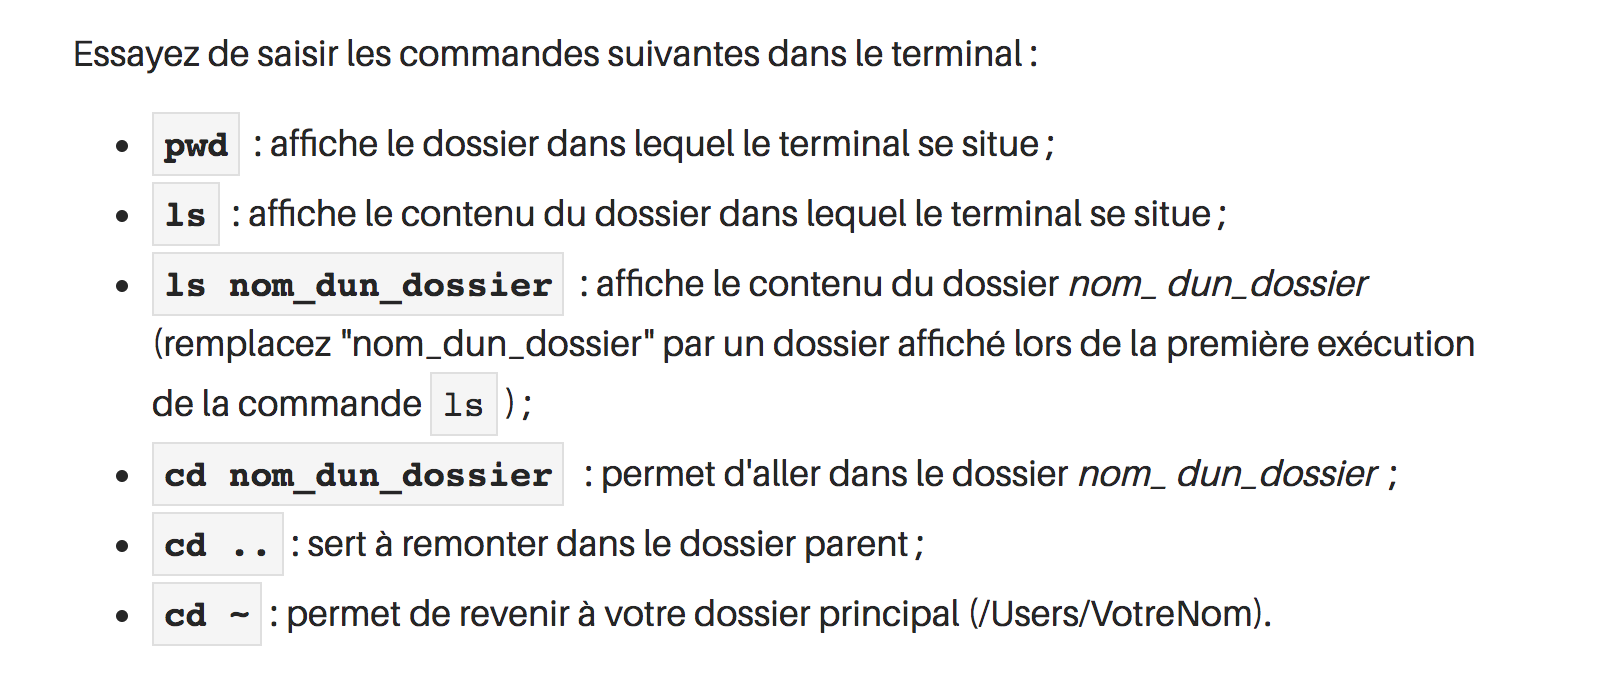 Essayez de saisir les commandes suivantes dans le terminal :
• pwd : affiche le dossier dans lequel le terminal se situe ;
• ls : affiche le contenu du dossier dans lequel le terminal se situe ;
• ls nom_dun_dossier : affiche le contenu du dossier nom_ dun_dossier
(remplacez "nom_dun_dossier" par un dossier affiché lors de la première exécution
de la commande ls ) ;
• cd nom_dun_dossier : permet d'aller dans le dossier nom_ dun_dossier ;
• cd .. : sert à remonter dans le dossier parent ;
• cd ~ : permet de revenir à votre dossier principal (/Users/VotreNom).